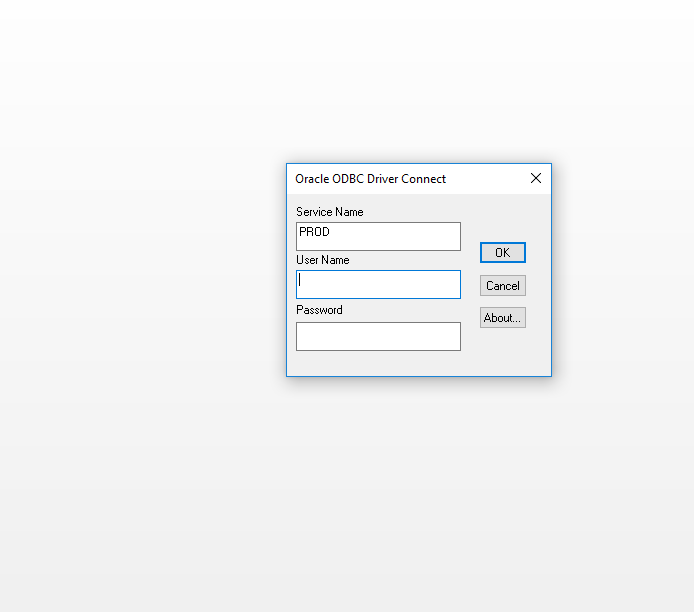 Oracle ODBC Driver Connect
Service Name
PROD
User Name
OK
Cancel
Password
About...